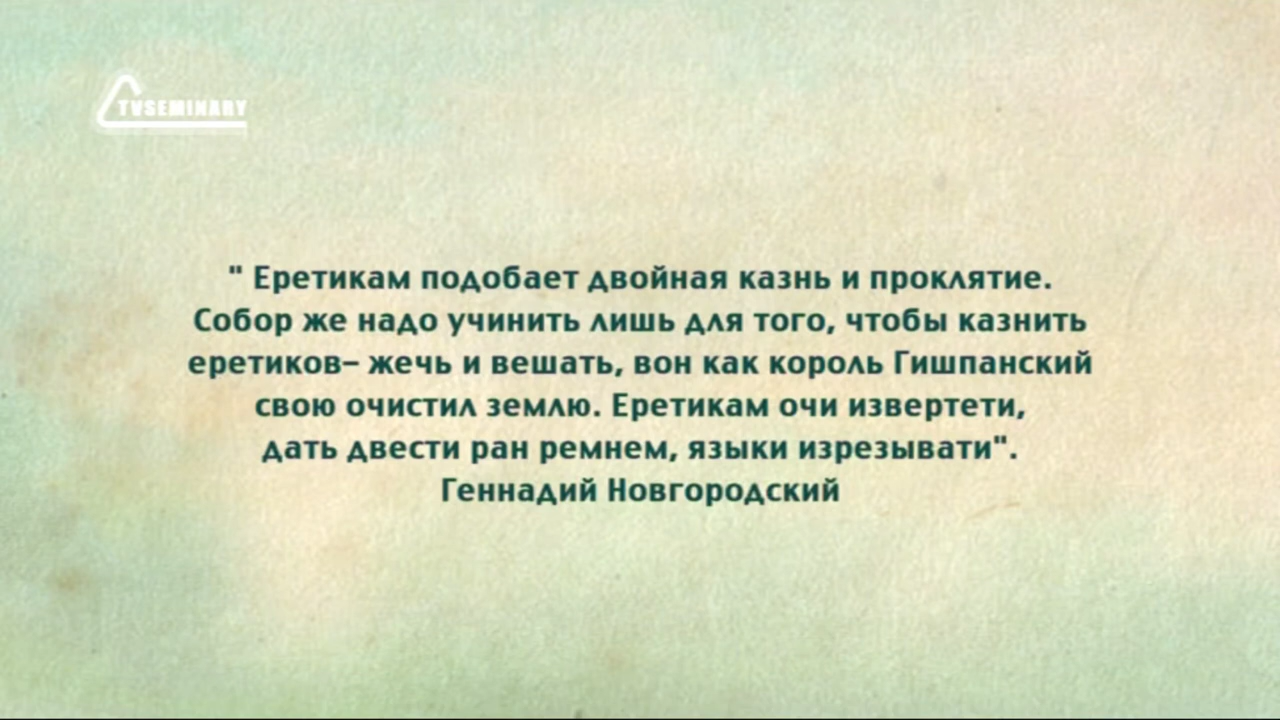 TVSEMINARY
" Еретикам подобает двойная казнь и проклятие.
Собор же надо учинить лишь для того, чтобы казнить
еретиков– жечь и вешать, вон как король Гишпанский
свою очистил землю. Еретикам очи извертети,
дать двести ран ремнем, языки изрезывати".
Геннадий Новгородский